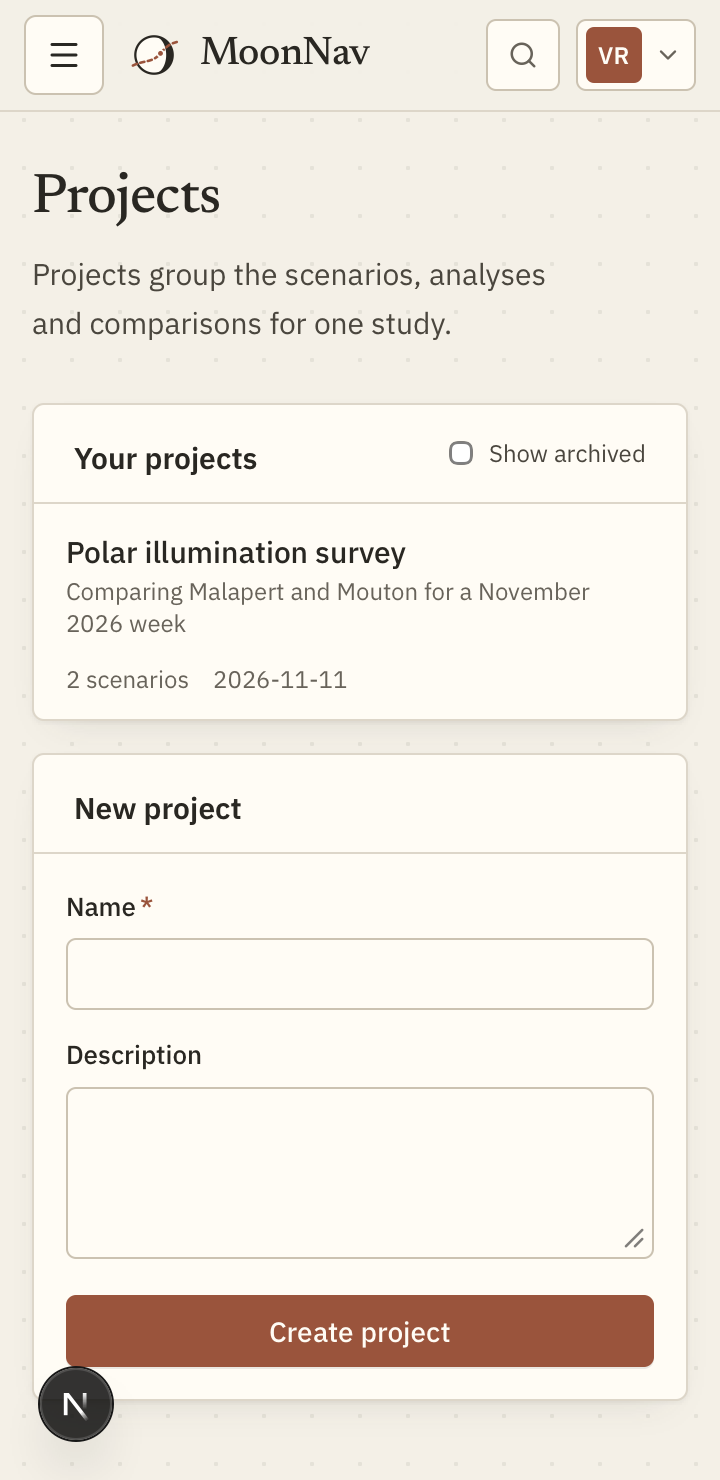 MoonNav
VR
Projects
Projects group the scenarios, analyses
and comparisons for one study.
Your projects
Show archived
Polar illumination survey
Comparing Malapert and Mouton for a November
2026 week
2 scenarios 2026-11-11
New project
Name *
Description
Create project
N